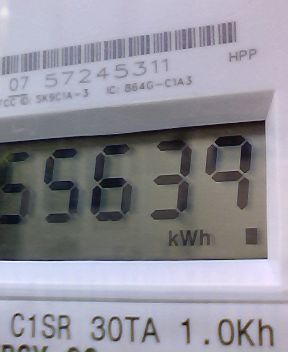 HPP
07 57245311
FCC ID: SK9C1A-3 IC: 864G-C1A3
55639
kWh
C1SR 30TA 1.0Kh